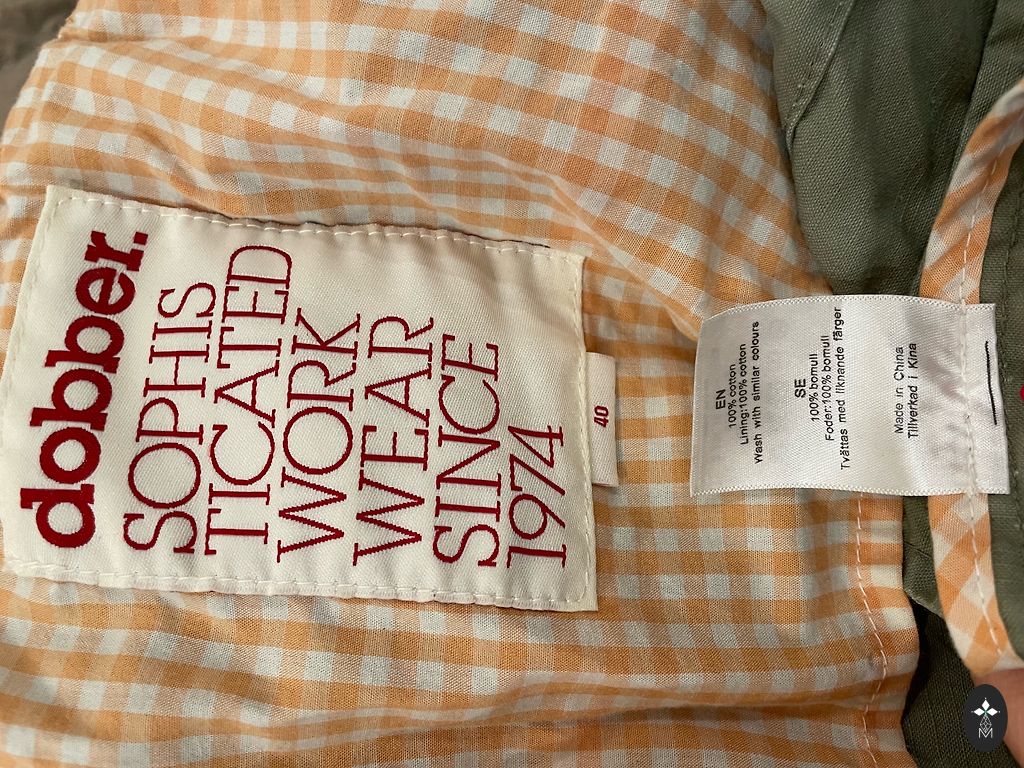 dobber.
SOPHIS
TICATED
WORK
WEAR
SINCE
1974
40
EN
100% cotton
Lining:100% cotton
Wash with similar colours
SE
100% bomull
Foder:100% bomull
Tvättas med liknande färger
Made in China
Tillverkad i Kina
M